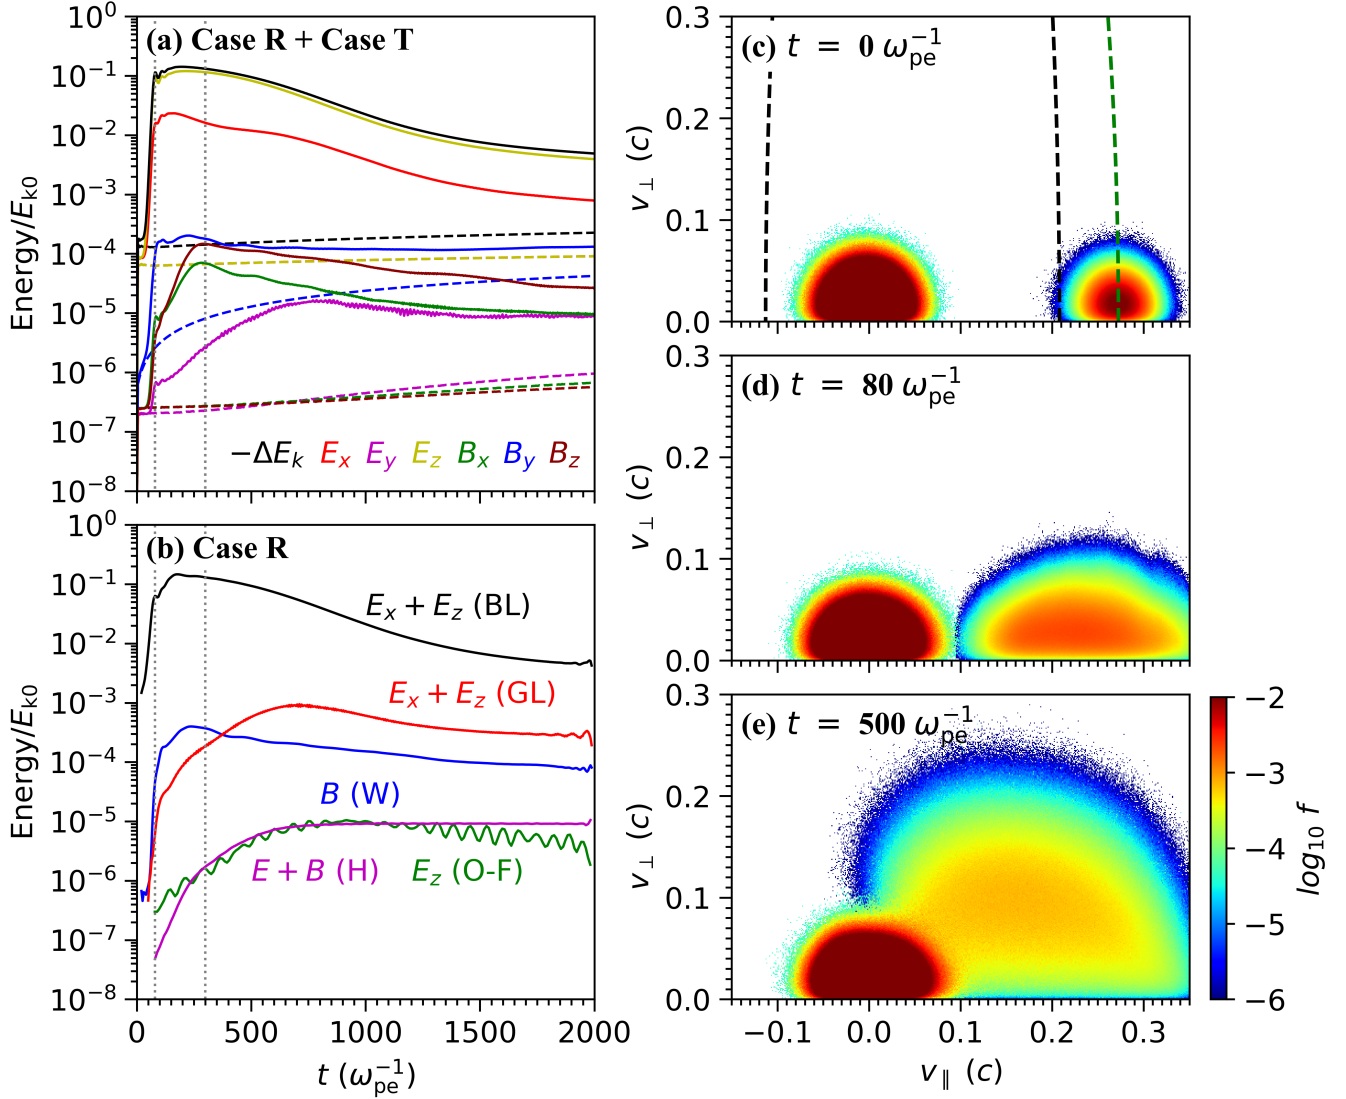 (a) Case R + Case T
10⁰
10⁻¹
10⁻²
10⁻³
10⁻⁴
10⁻⁵
10⁻⁶
10⁻⁷
10⁻⁸
Energy/E_k0
−ΔE_k E_x E_y E_z B_x B_y B_z
(b) Case R
10⁰
10⁻¹
10⁻²
10⁻³
10⁻⁴
10⁻⁵
10⁻⁶
10⁻⁷
10⁻⁸
Energy/E_k0
E_x + E_z (BL)
E_x + E_z (GL)
B (W)
E + B (H) E_z (O-F)
0 500 1000 1500 2000
t (ω_pe⁻¹)
(c) t = 0 ω_pe⁻¹
0.3
0.2
0.1
0.0
v_⊥ (c)
(d) t = 80 ω_pe⁻¹
0.3
0.2
0.1
0.0
v_⊥ (c)
(e) t = 500 ω_pe⁻¹
0.3
0.2
0.1
0.0
v_⊥ (c)
−0.1 0.0 0.1 0.2 0.3
v_∥ (c)
−2
−3
−4
−5
−6
log₁₀ f